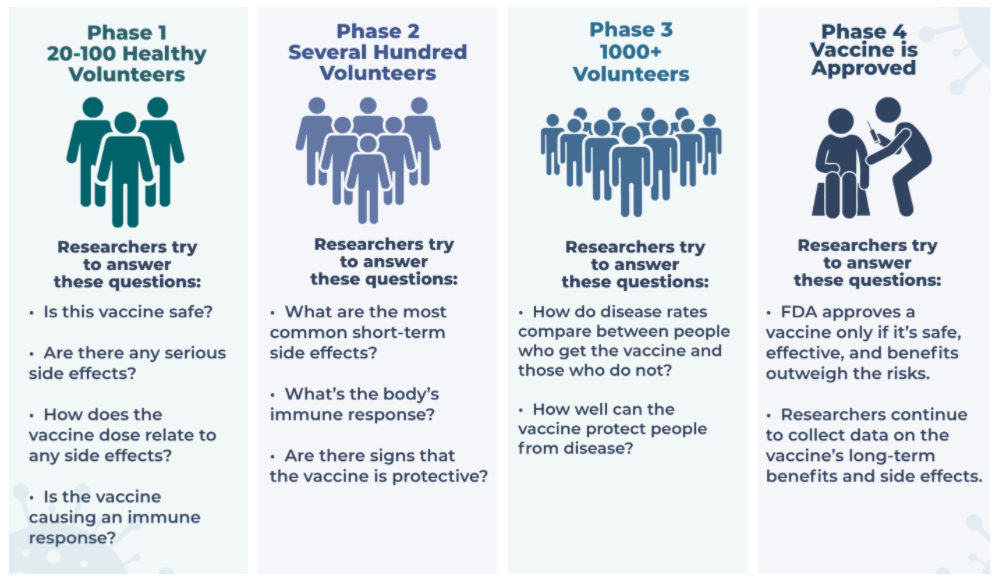 Phase 1
20-100 Healthy
Volunteers
Researchers try
to answer
these questions:
• Is this vaccine safe?
• Are there any serious
side effects?
• How does the
vaccine dose relate to
any side effects?
• Is the vaccine
causing an immune
response?
Phase 2
Several Hundred
Volunteers
Researchers try
to answer
these questions:
• What are the most
common short-term
side effects?
• What's the body's
immune response?
• Are there signs that
the vaccine is protective?
Phase 3
1000+
Volunteers
Researchers try
to answer
these questions:
• How do disease rates
compare between people
who get the vaccine and
those who do not?
• How well can the
vaccine protect people
from disease?
Phase 4
Vaccine is
Approved
Researchers try
to answer
these questions:
• FDA approves a
vaccine only if it's safe,
effective, and benefits
outweigh the risks.
• Researchers continue
to collect data on the
vaccine's long-term
benefits and side effects.